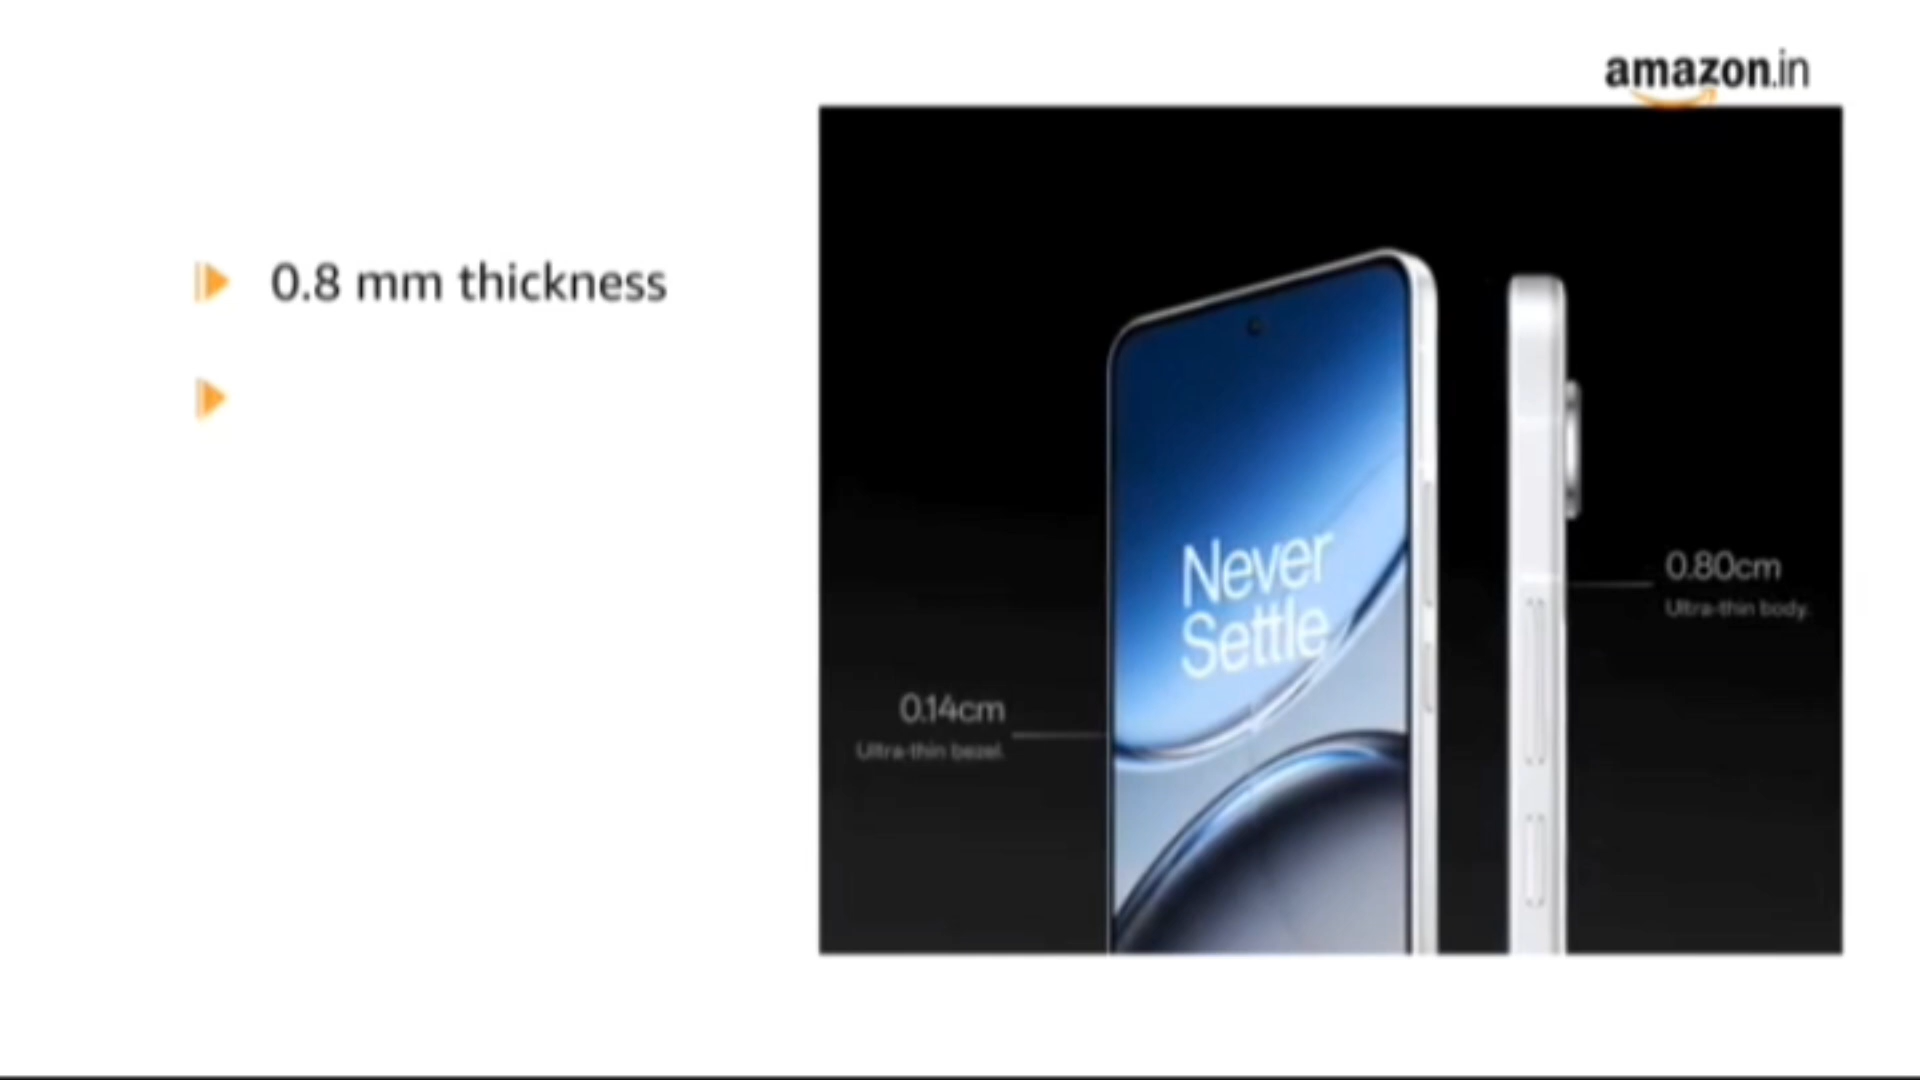 amazon.in
0.8 mm thickness
Never
Settle
0.80cm
Ultra-thin body.
0.14cm
Ultra-thin bezel.